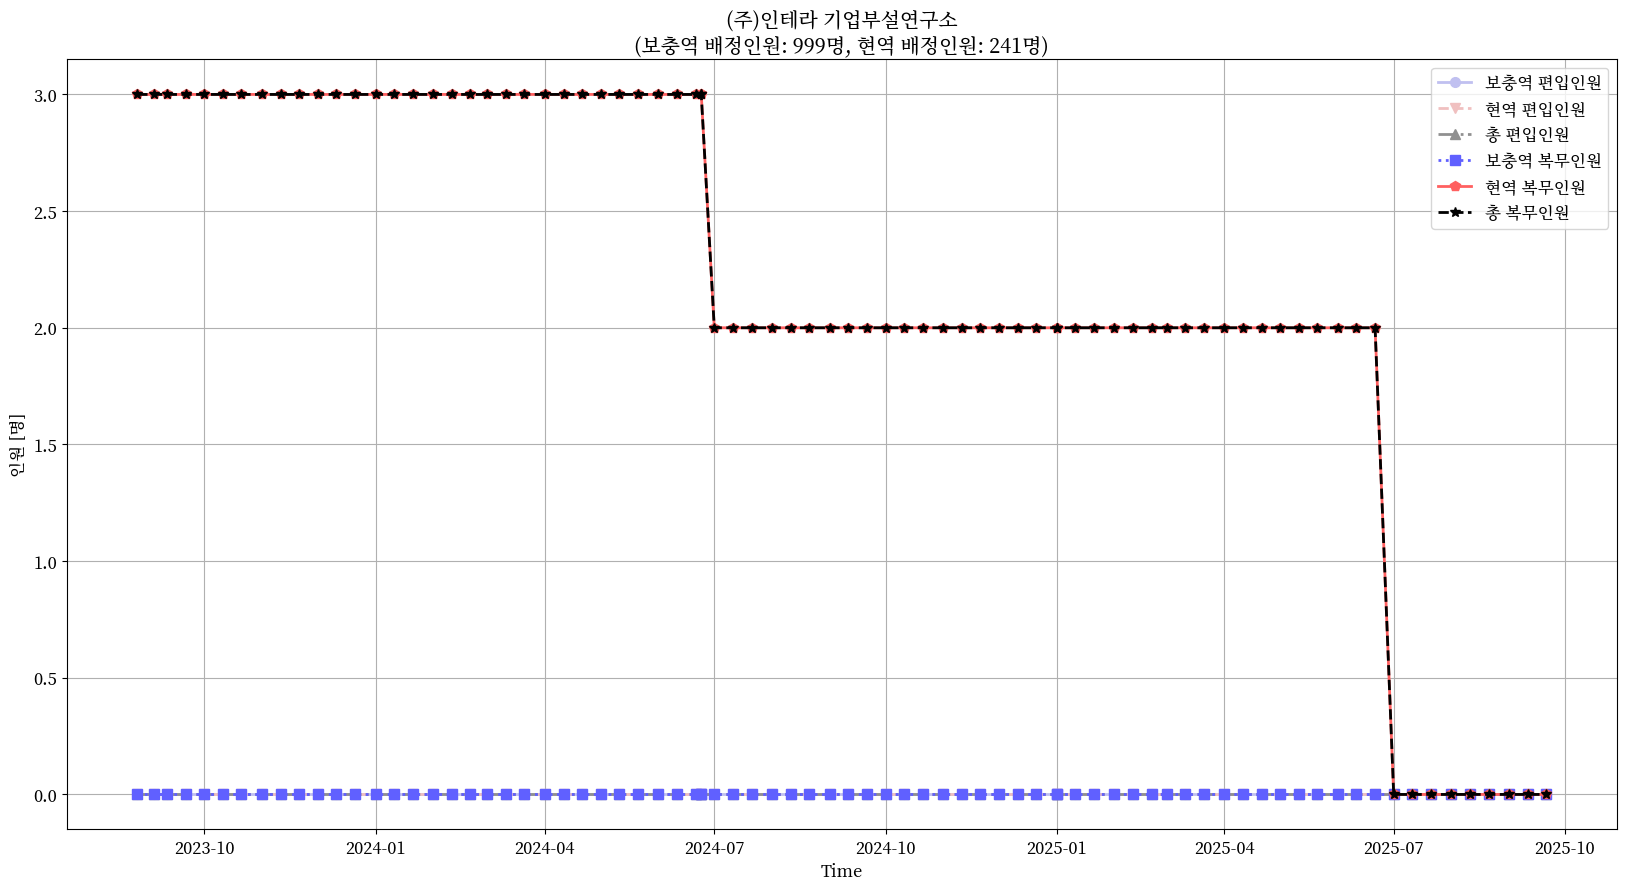 (주)인테라 기업부설연구소
(보충역 배정인원: 999명, 현역 배정인원: 241명)
보충역 편입인원
현역 편입인원
총 편입인원
보충역 복무인원
현역 복무인원
총 복무인원
인원 [명]
3.0
2.5
2.0
1.5
1.0
0.5
0.0
2023-10
2024-01
2024-04
2024-07
2024-10
2025-01
2025-04
2025-07
2025-10
Time